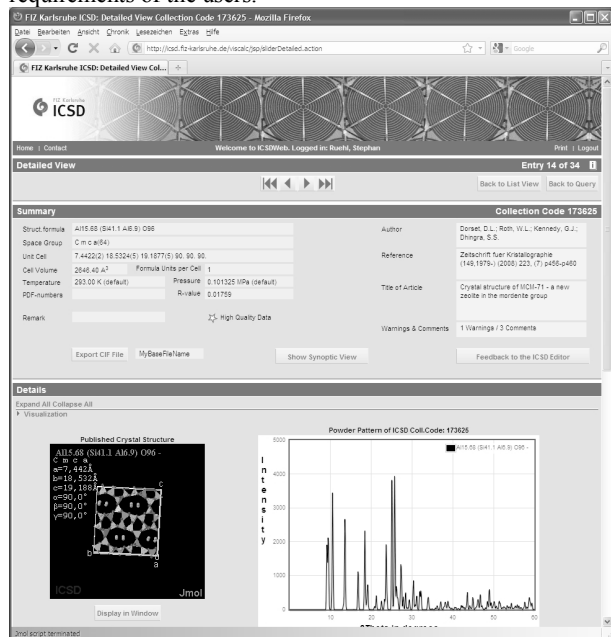 requirements of the users.
FIZ Karlsruhe ICSD: Detailed View Collection Code 173625 - Mozilla Firefox
Datei Bearbeiten Ansicht Chronik Lesezeichen Extras Hilfe
http://icsd.fiz-karlsruhe.de/viscalc/jsp/sliderDetailed.action
Google
FIZ Karlsruhe ICSD: Detailed View Col...
FIZ Karlsruhe
ICSD
Home | Contact Welcome to ICSDWeb. Logged in: Ruehl, Stephan Print | Logout
Detailed View Entry 14 of 34
Back to List View Back to Query
Summary Collection Code 173625
Struct.formula Al15.68 (Si41.1 Al6.9) O96
Space Group C m c a(64)
Unit Cell 7.4422(2) 18.5324(5) 19.1877(5) 90. 90. 90.
Cell Volume 2646.40 Å³ Formula Units per Cell 1
Temperature 293.00 K (default) Pressure 0.101325 MPa (default)
PDF-numbers R-value 0.01759
Remark High Quality Data
Author Dorset, D.L.; Roth, W.L.; Kennedy, G.J.;
Dhingra, S.S.
Reference Zeitschrift fuer Kristallographie
(149,1979-) (2008) 223, (7) p456-p460
Title of Article Crystal structure of MCM-71 - a new
zeolite in the mordenite group
Warnings & Comments 1 Warnings / 3 Comments
Export CIF File MyBaseFileName Show Synoptic View Feedback to the ICSD Editor
Details
Expand All Collapse All
Visualization
Published Crystal Structure
Al15.68 (Si41.1 Al6.9) O96 -
C m c a
a=7,442Å
b=18,532Å
c=19,188Å
α=90,0°
β=90,0°
γ=90,0°
c
b
a
ICSD Jmol
Display in Window
Powder Pattern of ICSD Coll.Code: 173625
Al15.68 (Si41.1 Al6.9) O96 -
Intensity
5000
4000
3000
2000
1000
0
10 20 30 40 50 60
2Theta in degrees
Jmol script terminated